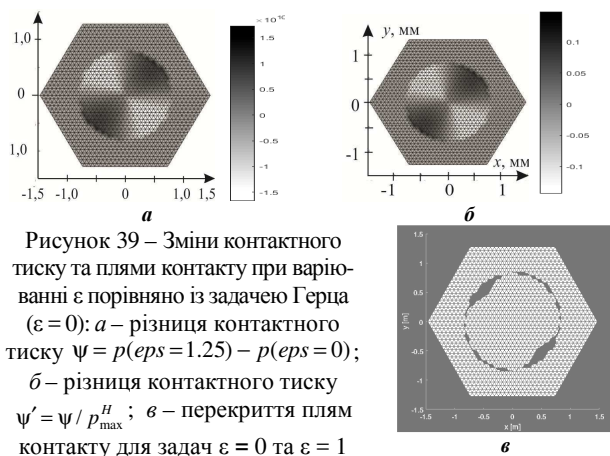 × 10¹⁰
1,0
0
1,0
1.5
1
0.5
0
-0.5
-1
-1.5
-1,5 -1,0 0 1,0 1,5
а
y, мм
1
0
-1
x, мм
-1 0 1
0.1
0.05
0
-0.05
-0.1
б
Рисунок 39 – Зміни контактного
тиску та плями контакту при варію-
ванні ε порівняно із задачею Герца
(ε = 0): а – різниця контактного
тиску ψ = p(eps = 1.25) – p(eps = 0);
б – різниця контактного тиску
ψ′ = ψ / pᴴmax ; в – перекриття плям
контакту для задач ε = 0 та ε = 1
y [m]
1.5
1
0.5
0
-0.5
-1
-1.5
-1.5 -1 -0.5 0 0.5 1 1.5
x [m]
в